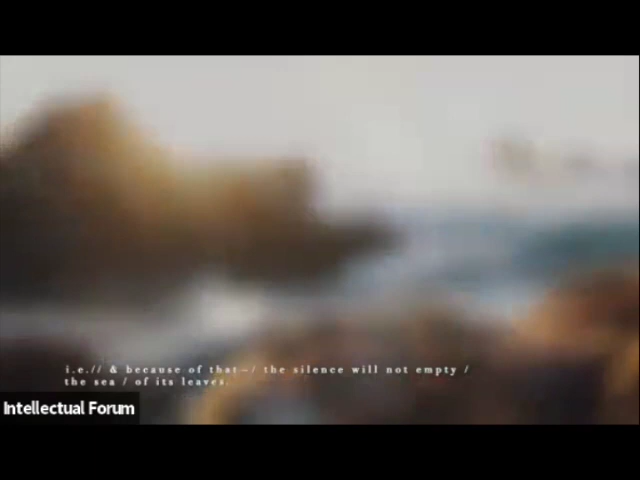 i.e.// & because of that–/ the silence will not empty /
the sea / of its leaves.
Intellectual Forum